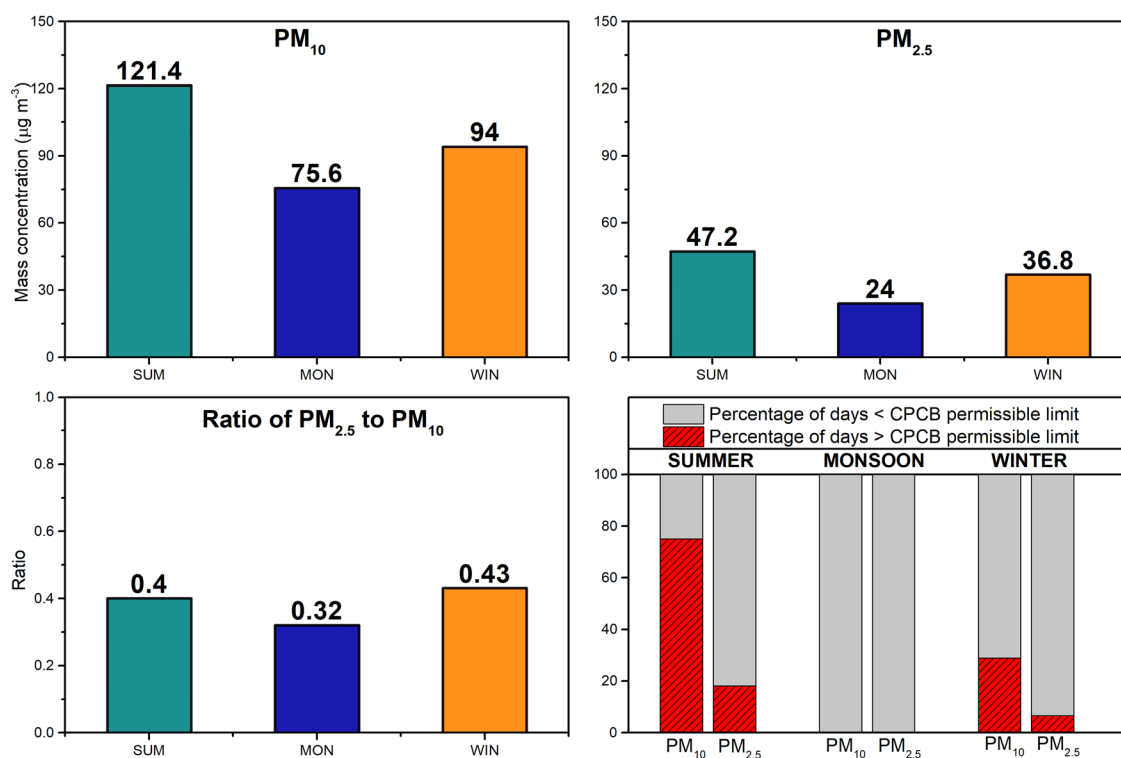 PM10
Mass concentration (μg m-3)
150
120
90
60
30
0
121.4
75.6
94
SUM
MON
WIN
PM2.5
150
120
90
60
30
0
47.2
24
36.8
SUM
MON
WIN
Ratio of PM2.5 to PM10
Ratio
1.0
0.8
0.6
0.4
0.2
0.0
0.4
0.32
0.43
SUM
MON
WIN
Percentage of days < CPCB permissible limit
Percentage of days > CPCB permissible limit
SUMMER MONSOON WINTER
100
80
60
40
20
0
PM10 PM2.5 PM10 PM2.5 PM10 PM2.5